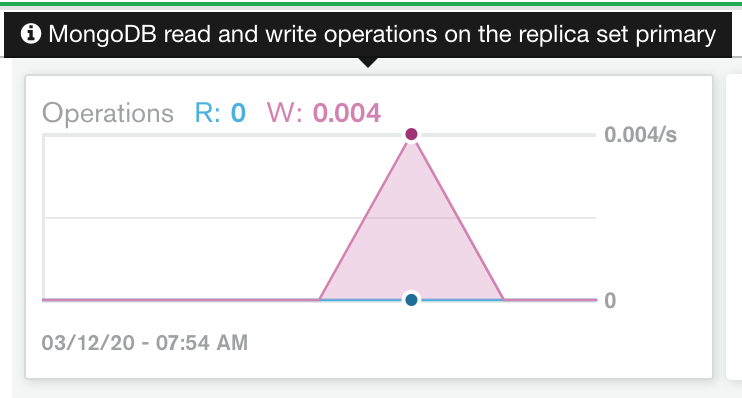 MongoDB read and write operations on the replica set primary
Operations R: 0 W: 0.004
0.004/s
0
03/12/20 - 07:54 AM